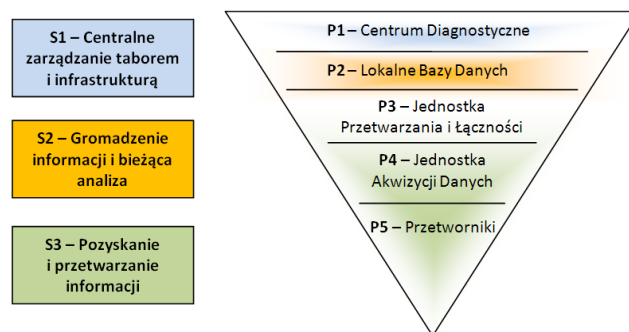 S1 – Centralne
zarządzanie taborem
i infrastrukturą
S2 – Gromadzenie
informacji i bieżąca
analiza
S3 – Pozyskanie
i przetwarzanie
informacji
P1– Centrum Diagnostyczne
P2 – Lokalne Bazy Danych
P3 – Jednostka
Przetwarzania i Łączności
P4 – Jednostka
Akwizycji Danych
P5 – Przetworniki